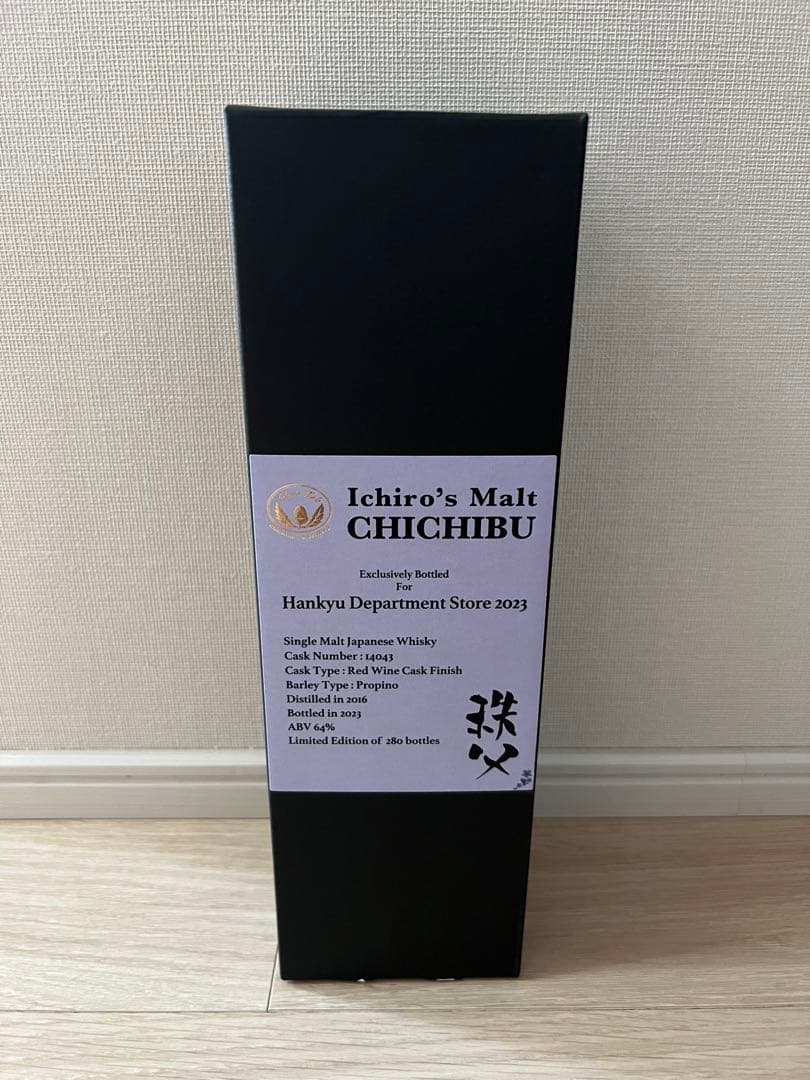 Ichiro's Malt
CHICHIBU
Exclusively Bottled
For
Hankyu Department Store 2023
Single Malt Japanese Whisky
Cask Number : 14043
Cask Type : Red Wine Cask Finish
Barley Type : Propino
Distilled in 2016
Bottled in 2023
ABV 64%
Limited Edition of 280 bottles
秩父